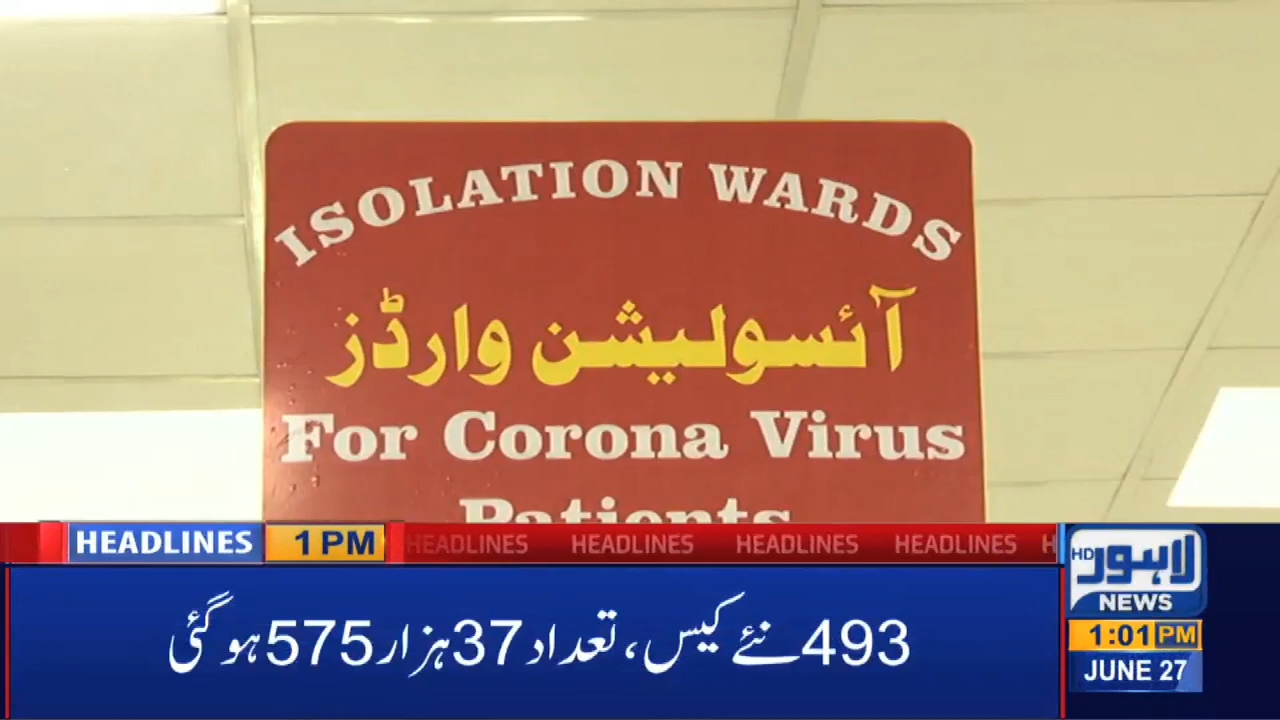 ISOLATION WARDS
آئسولیشن وارڈز
For Corona Virus
Patients
HEADLINES 1 PM HEADLINES HEADLINES HEADLINES HEADLINES H
493 نئے کیس، تعداد 37 ہزار 575 ہو گئی
HD لاہور
NEWS
1:01 PM
JUNE 27